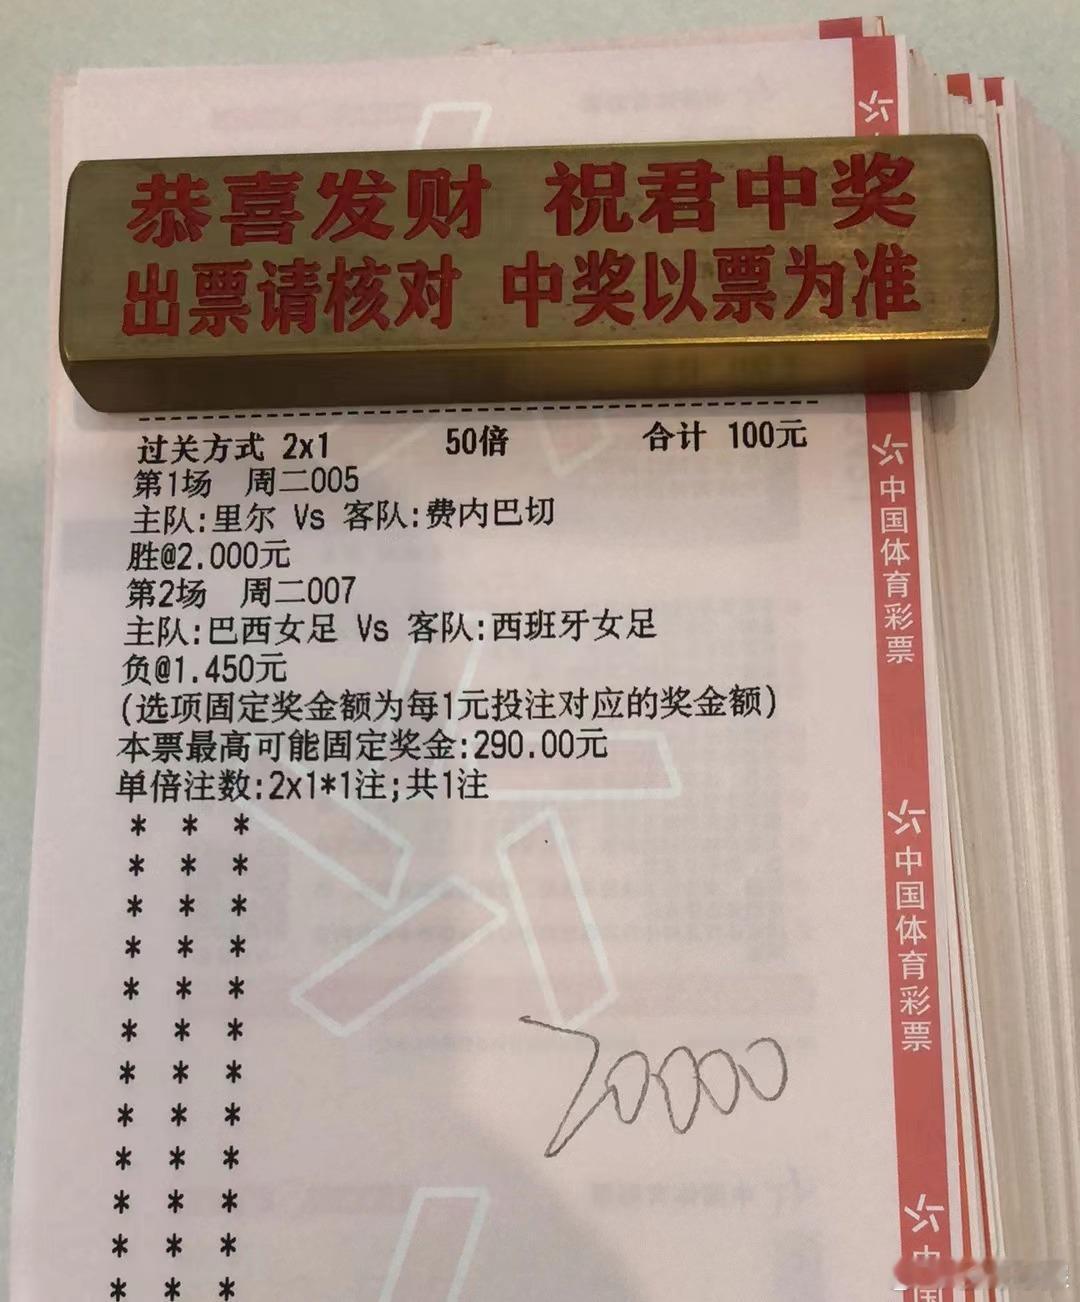 恭喜发财 祝君中奖
出票请核对 中奖以票为准
过关方式 2x1 50倍 合计 100元
第1场 周二005
主队:里尔 Vs 客队:费内巴切
胜@2.000元
第2场 周二007
主队:巴西女足 Vs 客队:西班牙女足
负@1.450元
(选项固定奖金额为每1元投注对应的奖金额)
本票最高可能固定奖金:290.00元
单倍注数:2x1*1注;共1注
* * *
* * *
* * *
* * *
* * *
* * *
* * *
* * *
* * *
* * *
* * *
* * *
70000
中国体育彩票
中国体育彩票
中国